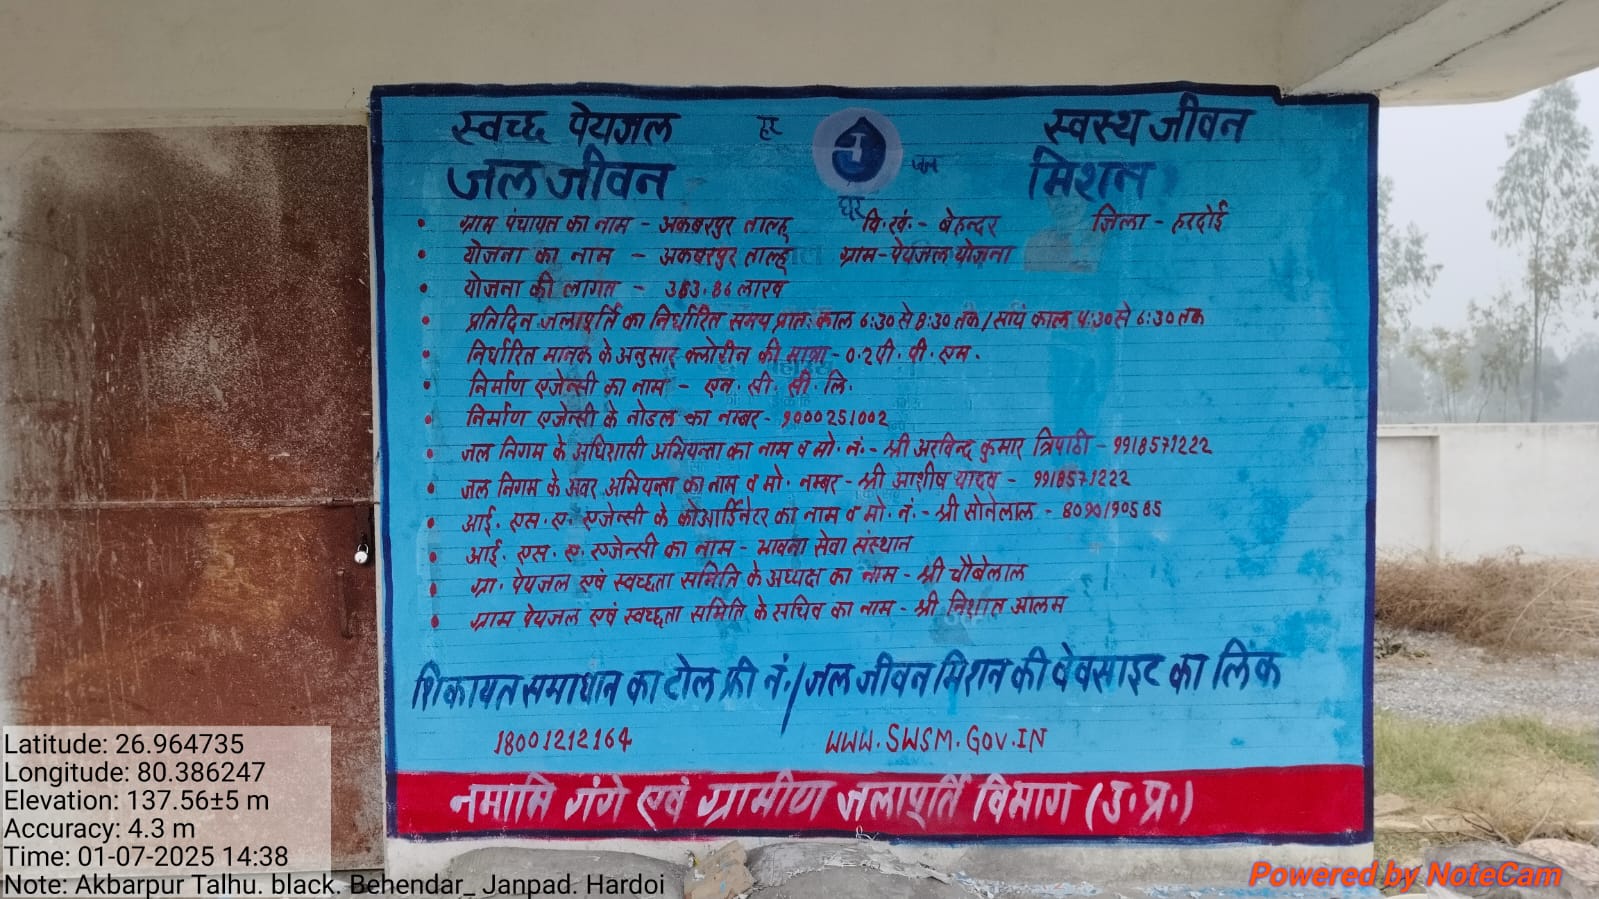 स्वच्छ पेयजल हर स्वस्थ जीवन
जल जीवन जल मिशन
घर
ग्राम पंचायत का नाम - अकबरपुर ताल्हू वि.खं. - बेहन्दर जिला - हरदोई
योजना का नाम - अकबरपुर ताल्हू ग्राम-पेयजल योजना
योजना की लागत - 383.86 लाख
प्रतिदिन जलापूर्ति का निर्धारित समय प्रात: काल 6:30 से 8:30 तक / सायं काल 4:30 से 6:30 तक
निर्धारित मानक के अनुसार क्लोरीन की मात्रा - 0.2 पी. पी. एम.
निर्माण एजेन्सी का नाम - एन. सी. सी. लि.
निर्माण एजेन्सी के नोडल का नम्बर - 9000251002
जल निगम के अधिशासी अभियन्ता का नाम व मो. नं. - श्री अरविन्द कुमार त्रिपाठी - 9918571222
जल निगम के अवर अभियन्ता का नाम व मो. नम्बर - श्री आशीष यादव - 9918571222
आई. एस. ए. एजेन्सी के कोआर्डिनेटर का नाम व मो. नं. - श्री सोनेलाल - 8090190585
आई. एस. ए. एजेन्सी का नाम - भावना सेवा संस्थान
ग्रा. पेयजल एवं स्वच्छता समिति के अध्यक्ष का नाम - श्री चौबेलाल
ग्राम पेयजल एवं स्वच्छता समिति के सचिव का नाम - श्री निशात आलम
शिकायत समाधान का टोल फ्री नं. / जल जीवन मिशन की वेबसाइट का लिंक
18001212164 WWW.SWSM.GOV.IN
नमामि गंगे एवं ग्रामीण जलापूर्ति विभाग (उ.प्र.)
Latitude: 26.964735
Longitude: 80.386247
Elevation: 137.56±5 m
Accuracy: 4.3 m
Time: 01-07-2025 14:38
Note: Akbarpur Talhu. black. Behendar_ Janpad. Hardoi
Powered by NoteCam